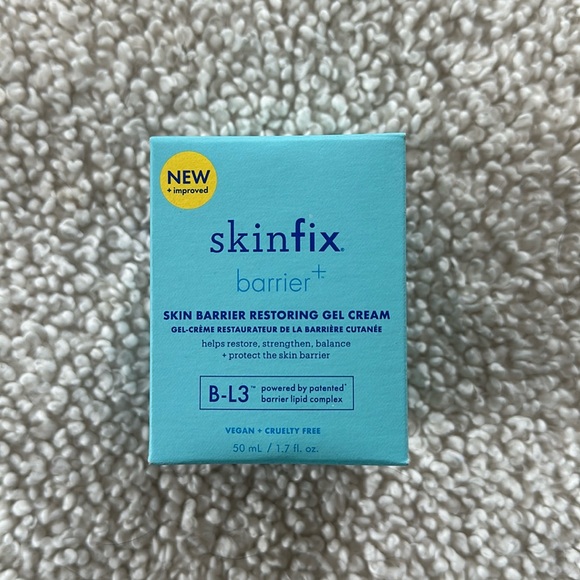 NEW
+ improved
skinfix®
barrier+™
SKIN BARRIER RESTORING GEL CREAM
GEL-CRÈME RESTAURATEUR DE LA BARRIÈRE CUTANÉE
helps restore, strengthen, balance
+ protect the skin barrier
B-L3™ powered by patented*
barrier lipid complex
VEGAN + CRUELTY FREE
50 mL / 1.7 fl. oz.